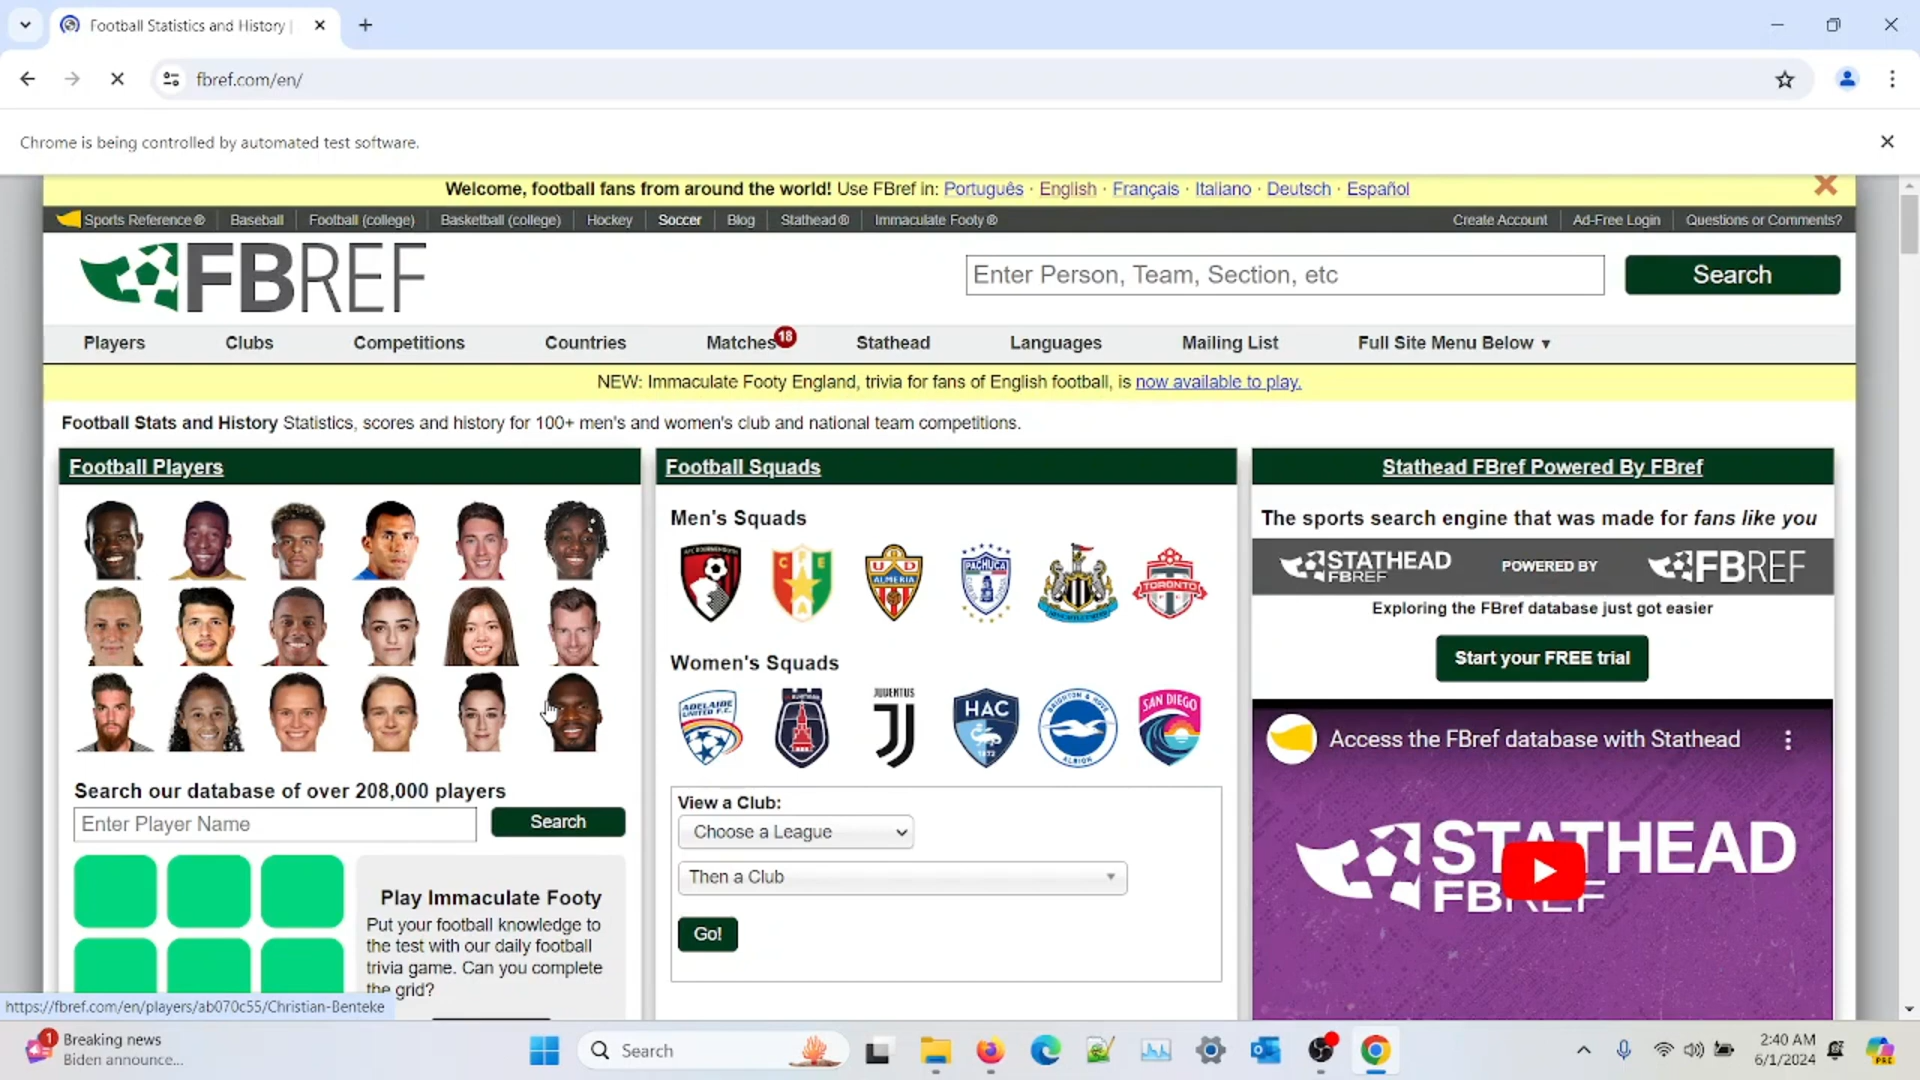 Football Statistics and History |
fbref.com/en/
Chrome is being controlled by automated test software.
Welcome, football fans from around the world! Use FBref in: Português · English · Français · Italiano · Deutsch · Español
Sports Reference ® Baseball Football (college) Basketball (college) Hockey Soccer Blog Stathead ® Immaculate Footy ® Create Account Ad-Free Login Questions or Comments?
FBREF
Enter Person, Team, Section, etc
Search
Players Clubs Competitions Countries Matches 18 Stathead Languages Mailing List Full Site Menu Below ▼
NEW: Immaculate Footy England, trivia for fans of English football, is now available to play.
Football Stats and History Statistics, scores and history for 100+ men's and women's club and national team competitions.
Football Players
Search our database of over 208,000 players
Enter Player Name
Search
Play Immaculate Footy
Put your football knowledge to
the test with our daily football
trivia game. Can you complete
the grid?
Football Squads
Men's Squads
ALMERIA
PACHUCA
TORONTO
Women's Squads
ADELAIDE
UNITED F.C.
JUVENTUS
HAC
1872
BRIGHTON & HOVE
ALBION
SAN DIEGO
View a Club:
Choose a League
Then a Club
Go!
Stathead FBref Powered By FBref
The sports search engine that was made for fans like you
STATHEAD
FBREF
POWERED BY
FBREF
Exploring the FBref database just got easier
Start your FREE trial
Access the FBref database with Stathead
STATHEAD
FBREF
https://fbref.com/en/players/ab070c55/Christian-Benteke
1
Breaking news
Biden announce...
Search
2:40 AM
6/1/2024
PRE